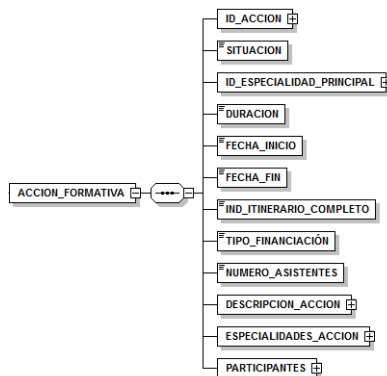 ID_ACCION
SITUACION
ID_ESPECIALIDAD_PRINCIPAL
DURACION
FECHA_INICIO
FECHA_FIN
ACCION_FORMATIVA
IND_ITINERARIO_COMPLETO
TIPO_FINANCIACIÓN
NUMERO_ASISTENTES
DESCRIPCION_ACCION
ESPECIALIDADES_ACCION
PARTICIPANTES